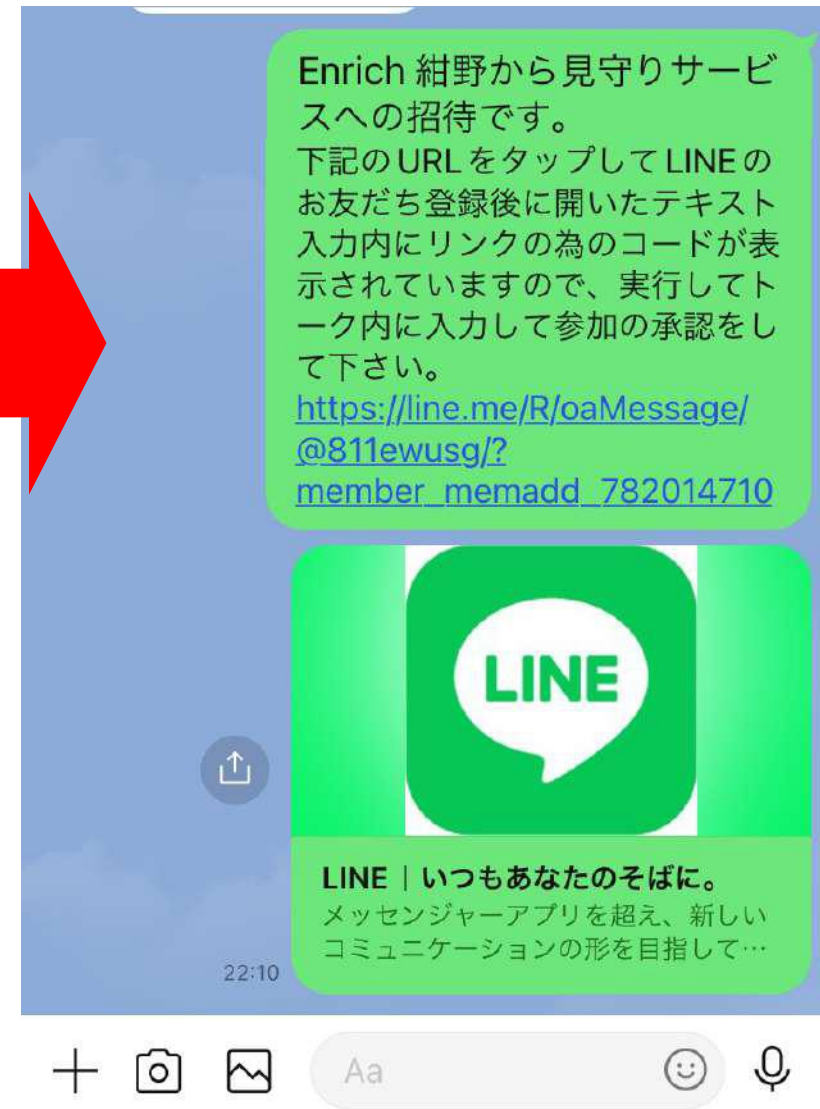 Enrich 紺野から見守りサービ
スへの招待です。
下記のURLをタップしてLINEの
お友だち登録後に開いたテキスト
入力内にリンクの為のコードが表
示されていますので、実行してト
ーク内に入力して参加の承認をし
て下さい。
https://line.me/R/oaMessage/
@811ewusg/?
member_memadd_782014710
LINE
LINE｜いつもあなたのそばに。
メッセンジャーアプリを超え、新しい
コミュニケーションの形を目指して…
22:10
Aa